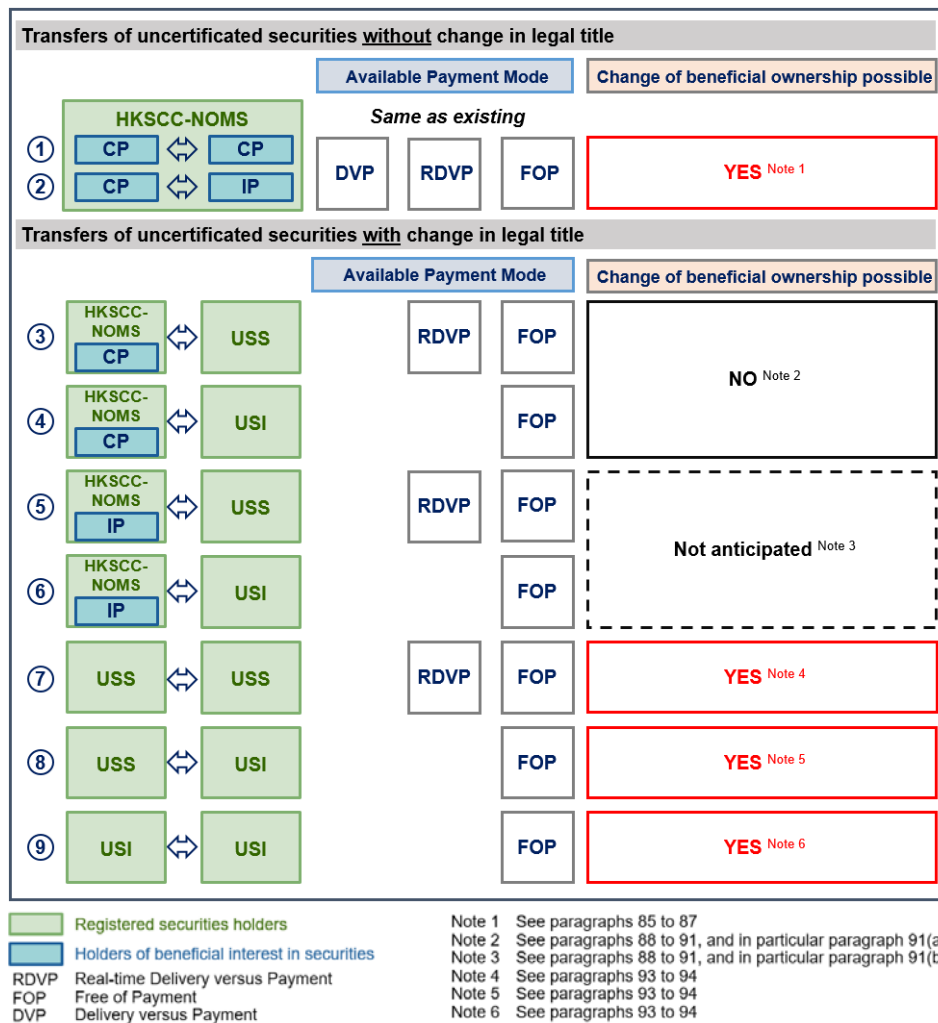 Transfers of uncertificated securities without change in legal title
Available Payment Mode
Change of beneficial ownership possible
HKSCC-NOMS
Same as existing
① CP CP
② CP IP
DVP RDVP FOP YES Note 1
Transfers of uncertificated securities with change in legal title
Available Payment Mode
Change of beneficial ownership possible
③ HKSCC-NOMS CP USS RDVP FOP
NO Note 2
④ HKSCC-NOMS CP USI FOP
⑤ HKSCC-NOMS IP USS RDVP FOP
Not anticipated Note 3
⑥ HKSCC-NOMS IP USI FOP
⑦ USS USS RDVP FOP YES Note 4
⑧ USS USI FOP YES Note 5
⑨ USI USI FOP YES Note 6
Registered securities holders
Holders of beneficial interest in securities
RDVP Real-time Delivery versus Payment
FOP Free of Payment
DVP Delivery versus Payment
Note 1 See paragraphs 85 to 87
Note 2 See paragraphs 88 to 91, and in particular paragraph 91(a
Note 3 See paragraphs 88 to 91, and in particular paragraph 91(b
Note 4 See paragraphs 93 to 94
Note 5 See paragraphs 93 to 94
Note 6 See paragraphs 93 to 94